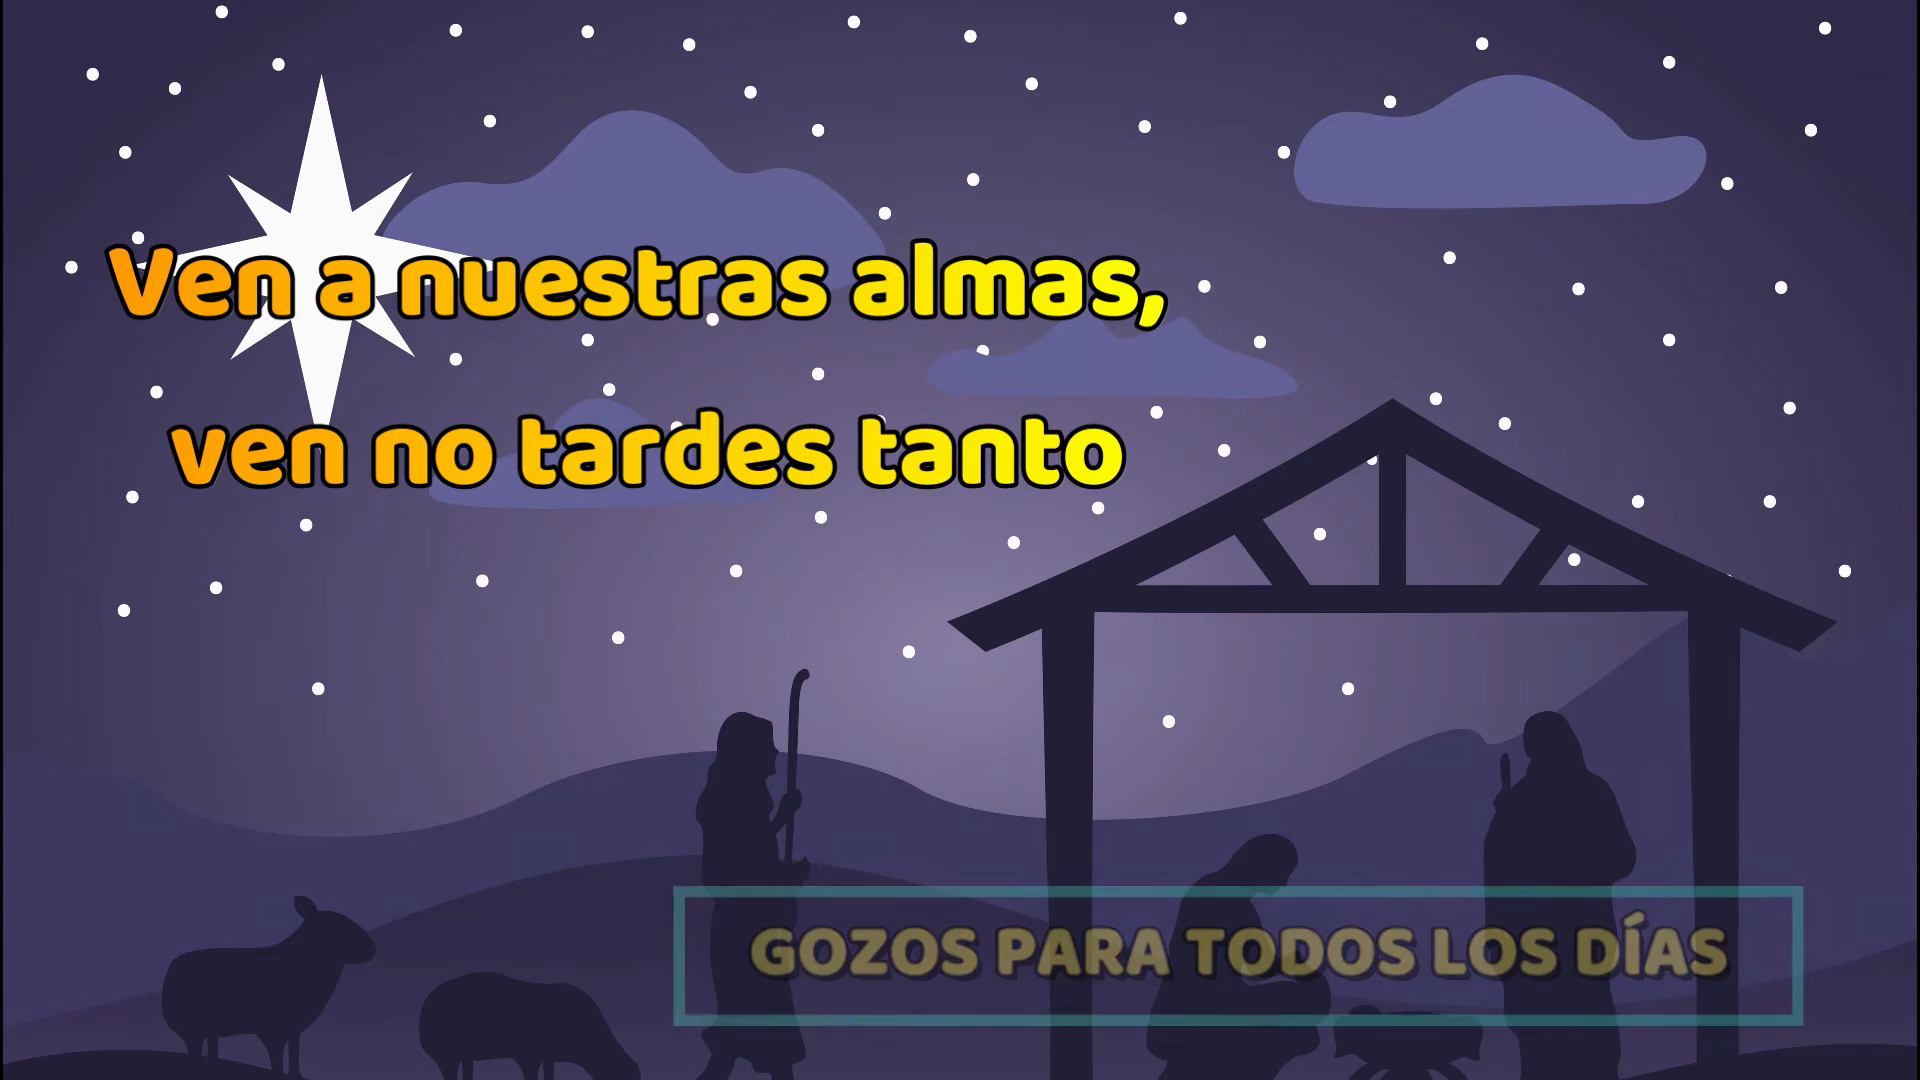 Ven a nuestras almas,
ven no tardes tanto
GOZOS PARA TODOS LOS DÍAS